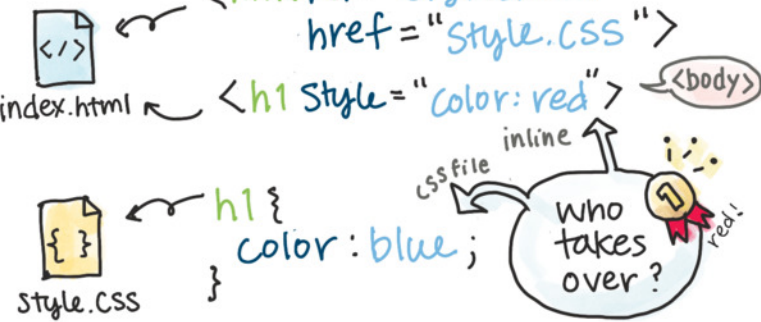 href="style.css">
</>
index.html
<h1 style="color: red">
<body>
inline
css file
h1 {
color: blue;
}
{ }
style.css
who
takes
over?
1
red!